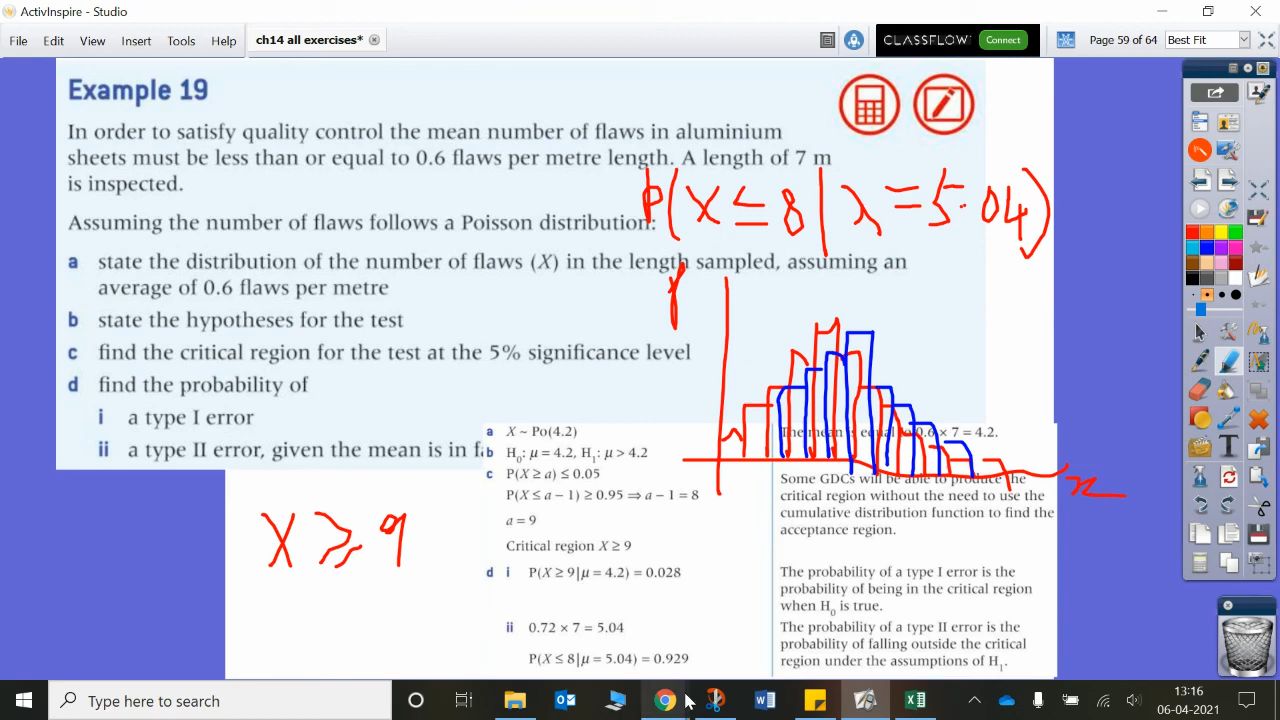 ActivInspire - Studio
File Edit View Insert Tools Help
ch14 all exercises*
CLASSFLOW Connect
Page 59 of 64
Best Fit
Example 19
In order to satisfy quality control the mean number of flaws in aluminium
sheets must be less than or equal to 0.6 flaws per metre length. A length of 7 m
is inspected.
P(X ≤ 8 | λ = 5.04)
Assuming the number of flaws follows a Poisson distribution:
a state the distribution of the number of flaws (X) in the length sampled, assuming an
average of 0.6 flaws per metre
b state the hypotheses for the test
c find the critical region for the test at the 5% significance level
d find the probability of
i a type I error
ii a type II error, given the mean is in f
x
X ≥ 9
a X ~ Po(4.2)
b H₀: μ = 4.2, H₁: μ > 4.2
c P(X ≥ a) ≤ 0.05
P(X ≤ a − 1) ≥ 0.95 ⇒ a − 1 = 8
a = 9
Critical region X ≥ 9
d i P(X ≥ 9|μ = 4.2) = 0.028
ii 0.72 × 7 = 5.04
P(X ≤ 8|μ = 5.04) = 0.929
The mean is equal to 0.6 × 7 = 4.2.
Some GDCs will be able to produce the
critical region without the need to use the
cumulative distribution function to find the
acceptance region.
The probability of a type I error is the
probability of being in the critical region
when H₀ is true.
The probability of a type II error is the
probability of falling outside the critical
region under the assumptions of H₁.
Type here to search
13:16
06-04-2021